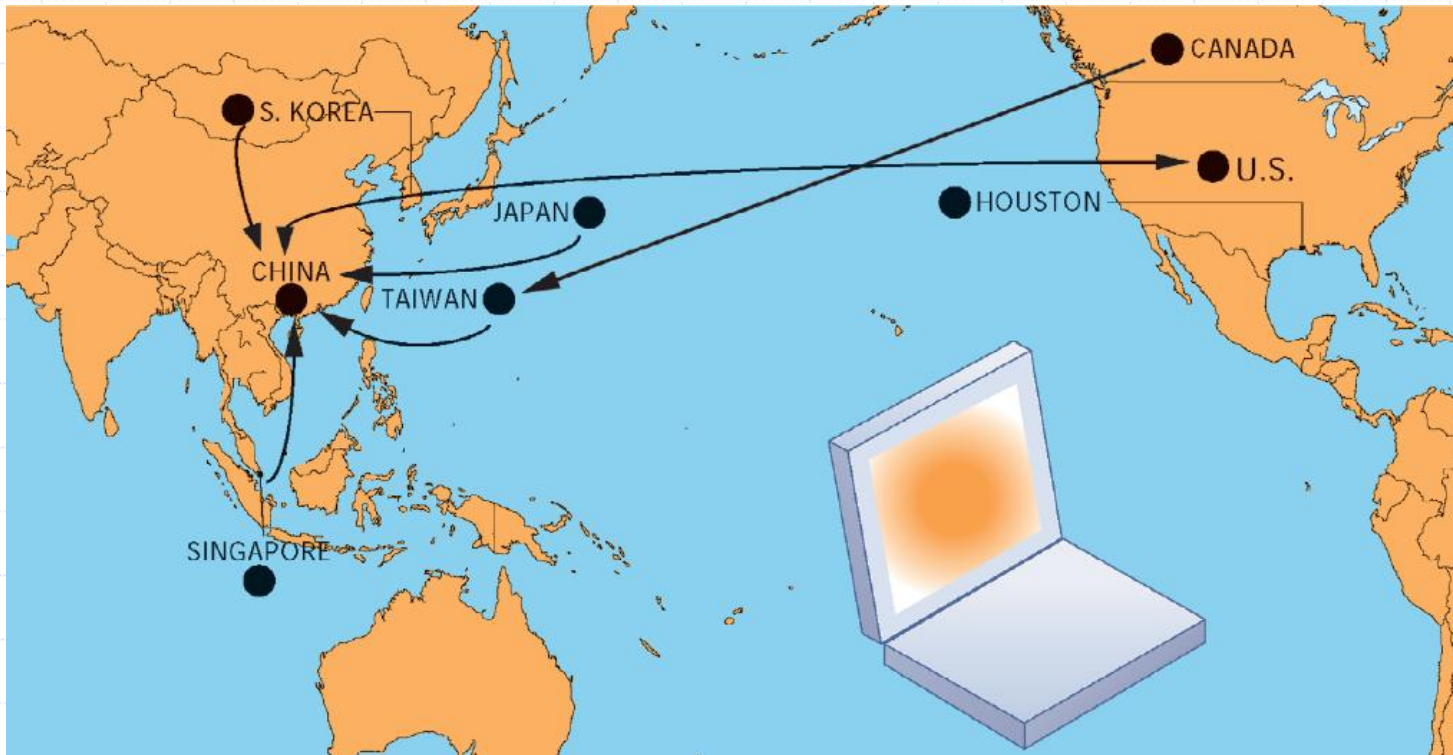 CANADA
S. KOREA
U.S.
JAPAN
HOUSTON
CHINA
TAIWAN
SINGAPORE